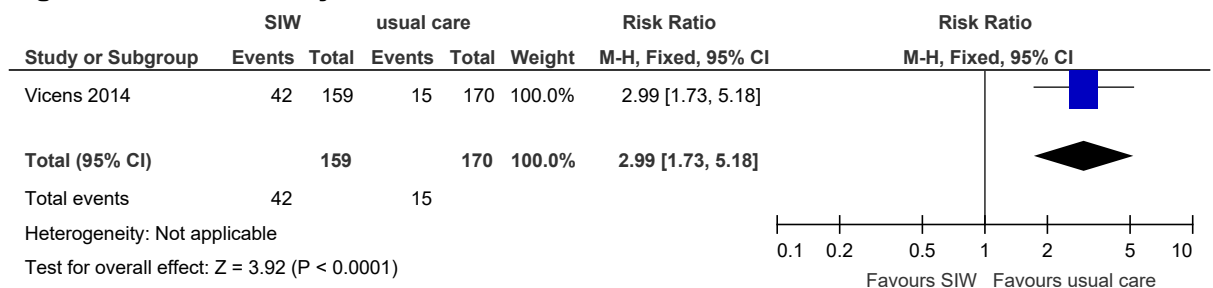 SIW usual care Risk Ratio Risk Ratio
Study or Subgroup Events Total Events Total Weight M-H, Fixed, 95% CI M-H, Fixed, 95% CI
Vicens 2014 42 159 15 170 100.0% 2.99 [1.73, 5.18]
Total (95% CI) 159 170 100.0% 2.99 [1.73, 5.18]
Total events 42 15
Heterogeneity: Not applicable
Test for overall effect: Z = 3.92 (P < 0.0001)
0.1 0.2 0.5 1 2 5 10
Favours SIW Favours usual care